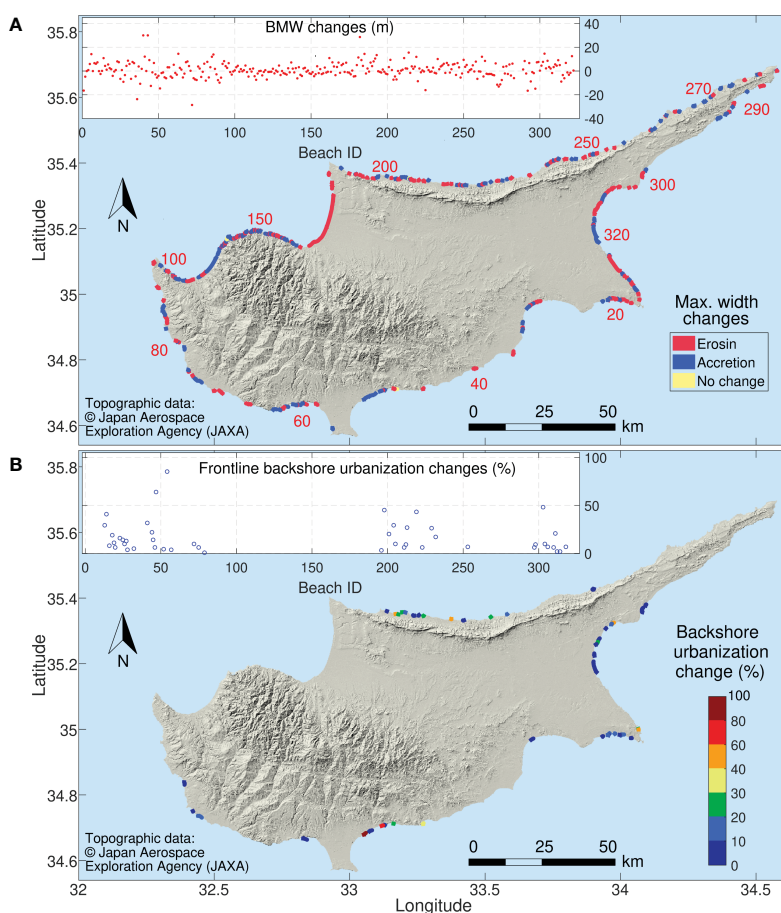 A
35.8
BMW changes (m)
40
20
0
-20
-40
0 50 100 150 200 250 300
Beach ID
35.6
35.4
35.2
35
34.8
34.6
Latitude
N
270
290
250
200
300
150
320
100
20
80
40
60
Max. width
changes
Erosin
Accretion
No change
Topographic data:
© Japan Aerospace
Exploration Agency (JAXA)
0 25 50
km
B
35.8
Frontline backshore urbanization changes (%)
100
50
0
0 50 100 150 200 250 300
Beach ID
35.6
35.4
35.2
35
34.8
34.6
Latitude
N
Backshore
urbanization
change (%)
100
80
60
40
30
20
10
0
Topographic data:
© Japan Aerospace
Exploration Agency (JAXA)
0 25 50
km
32 32.5 33 33.5 34 34.5
Longitude